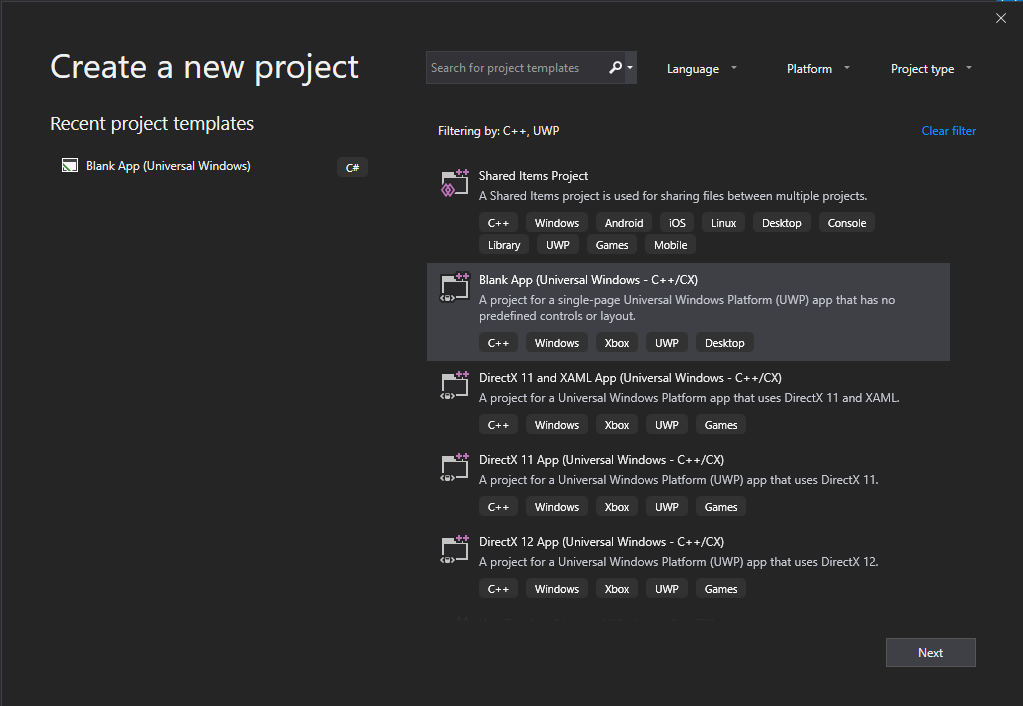 Create a new project
Search for project templates
Language
Platform
Project type
Recent project templates
Filtering by: C++, UWP
Clear filter
Blank App (Universal Windows)
C#
Shared Items Project
A Shared Items project is used for sharing files between multiple projects.
C++ Windows Android iOS Linux Desktop Console
Library UWP Games Mobile
Blank App (Universal Windows - C++/CX)
A project for a single-page Universal Windows Platform (UWP) app that has no
predefined controls or layout.
C++ Windows Xbox UWP Desktop
DirectX 11 and XAML App (Universal Windows - C++/CX)
A project for a Universal Windows Platform app that uses DirectX 11 and XAML.
C++ Windows Xbox UWP Games
DirectX 11 App (Universal Windows - C++/CX)
A project for a Universal Windows Platform (UWP) app that uses DirectX 11.
C++ Windows Xbox UWP Games
DirectX 12 App (Universal Windows - C++/CX)
A project for a Universal Windows Platform (UWP) app that uses DirectX 12.
C++ Windows Xbox UWP Games
Next